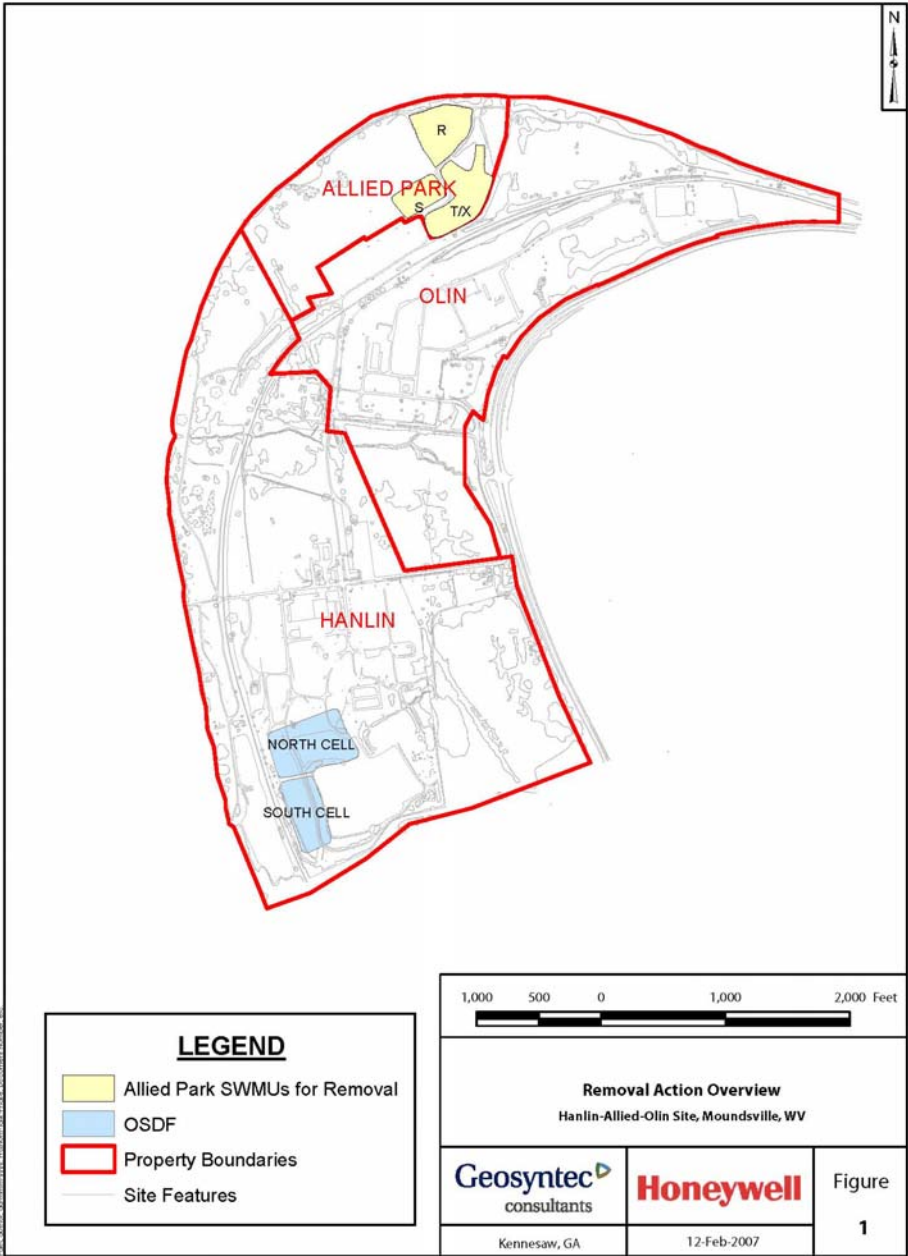 N
R
ALLIED PARK
S
T/X
OLIN
HANLIN
NORTH CELL
SOUTH CELL
LEGEND
Allied Park SWMUs for Removal
OSDF
Property Boundaries
Site Features
1,000 500 0 1,000 2,000 Feet
Removal Action Overview
Hanlin-Allied-Olin Site, Moundsville, WV
Geosyntec
consultants
Kennesaw, GA
Honeywell
12-Feb-2007
Figure
1